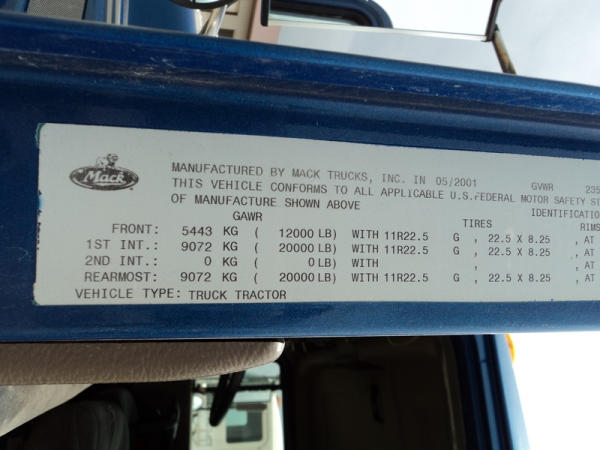 Mack
MANUFACTURED BY MACK TRUCKS, INC. IN 05/2001 GVWR 235
THIS VEHICLE CONFORMS TO ALL APPLICABLE U.S. FEDERAL MOTOR SAFETY ST
OF MANUFACTURE SHOWN ABOVE IDENTIFICATIO
GAWR TIRES RIMS
FRONT: 5443 KG ( 12000 LB) WITH 11R22.5 G , 22.5 X 8.25 , AT
1ST INT.: 9072 KG ( 20000 LB) WITH 11R22.5 G , 22.5 X 8.25 , AT
2ND INT.: 0 KG ( 0 LB) WITH , , AT
REARMOST: 9072 KG ( 20000 LB) WITH 11R22.5 G , 22.5 X 8.25 , AT
VEHICLE TYPE: TRUCK TRACTOR